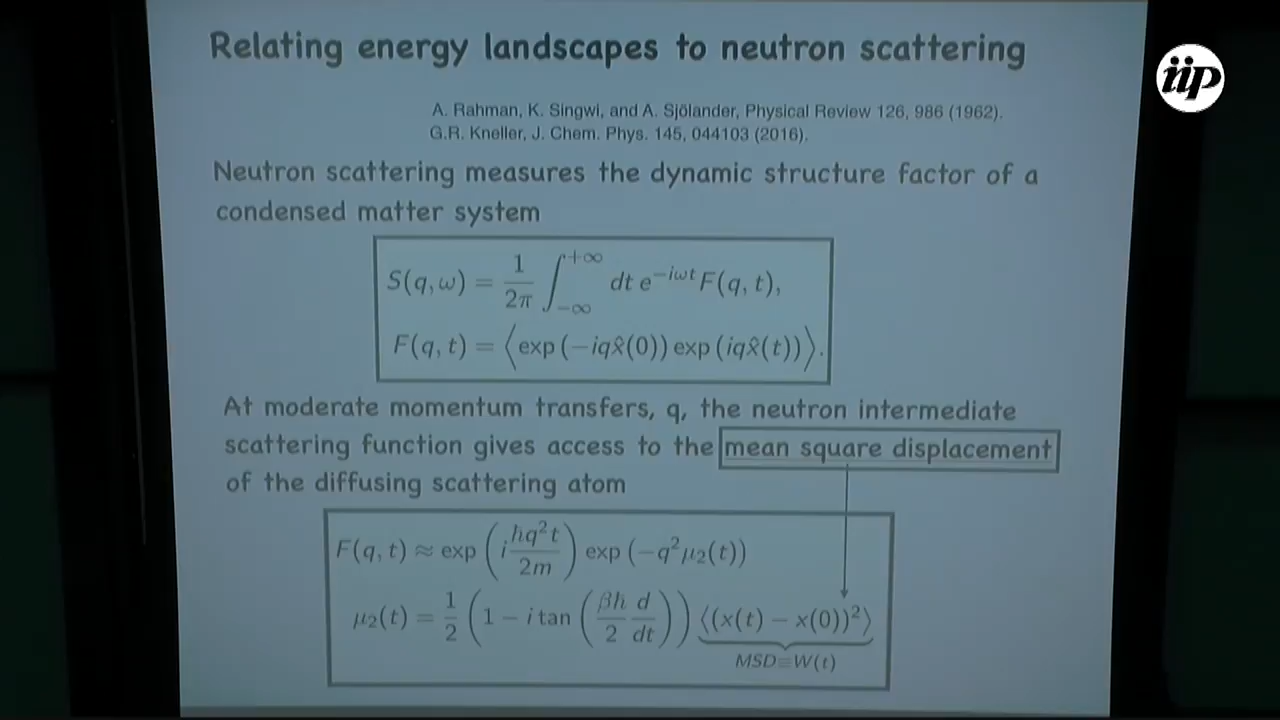 Relating energy landscapes to neutron scattering
iip
A. Rahman, K. Singwi, and A. Sjölander, Physical Review 126, 986 (1962).
G.R. Kneller, J. Chem. Phys. 145, 044103 (2016).
Neutron scattering measures the dynamic structure factor of a
condensed matter system
S(q,ω) = 1/2π ∫_{−∞}^{+∞} dt e^{−iωt} F(q, t),
F(q, t) = ⟨exp (−iqx̂(0)) exp (iqx̂(t))⟩.
At moderate momentum transfers, q, the neutron intermediate
scattering function gives access to the mean square displacement
of the diffusing scattering atom
F(q, t) ≈ exp (i ħq²t/2m) exp (−q²μ₂(t))
μ₂(t) = 1/2 (1 − i tan (βħ/2 d/dt)) ⟨(x(t) − x(0))²⟩
MSD≡W(t)